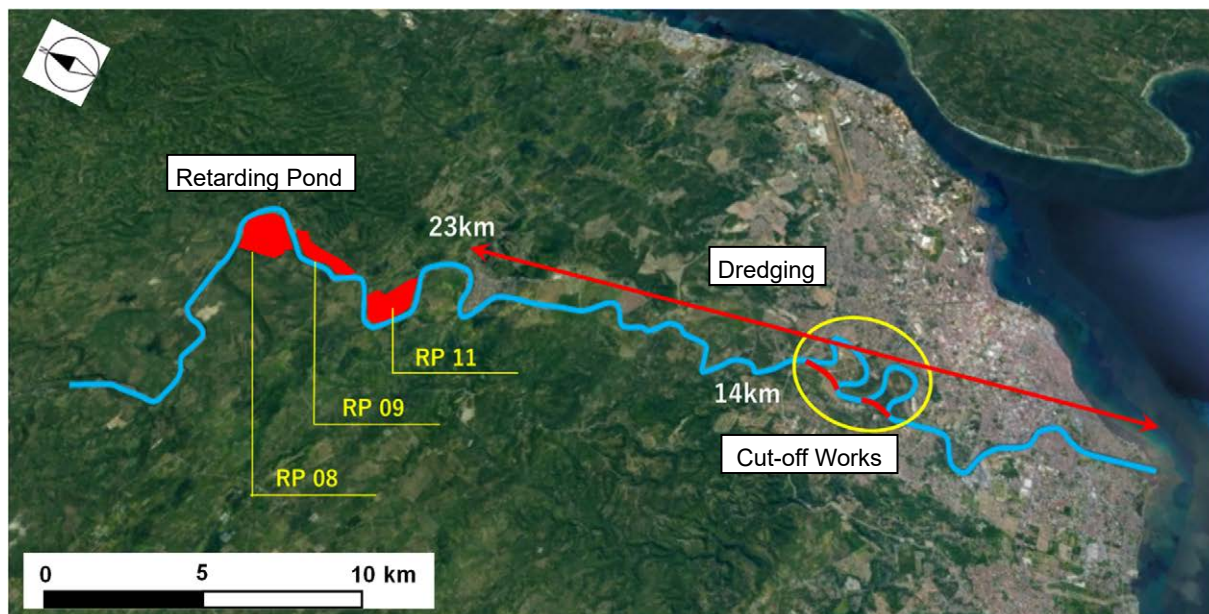 N
Retarding Pond
23km
Dredging
RP 11
14km
RP 09
Cut-off Works
RP 08
0 5 10 km